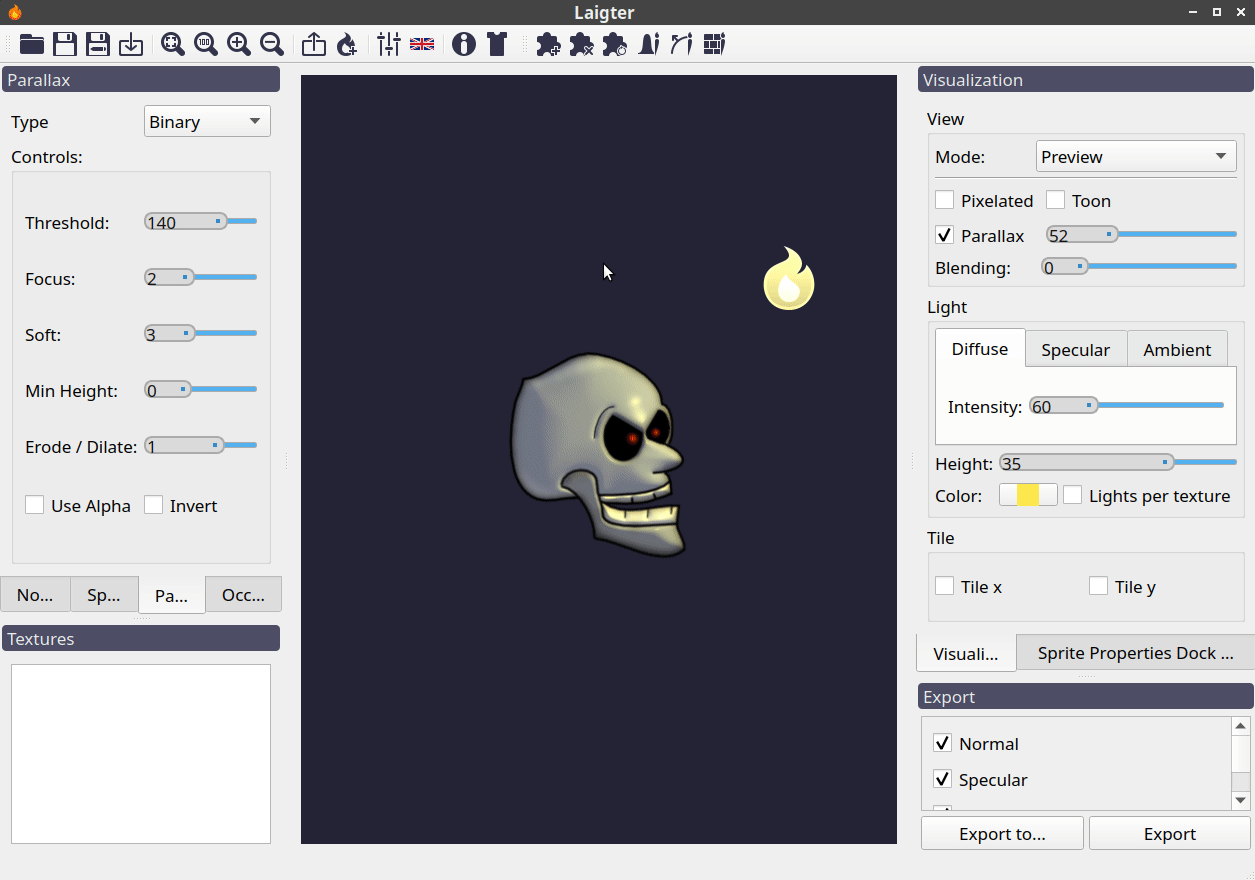 Laigter
100
Parallax
Type Binary
Controls:
Threshold: 140
Focus: 2
Soft: 3
Min Height: 0
Erode / Dilate: 1
Use Alpha Invert
No... Sp... Pa... Occ...
Textures
Visualization
View
Mode: Preview
Pixelated Toon
Parallax 52
Blending: 0
Light
Diffuse Specular Ambient
Intensity: 60
Height: 35
Color: Lights per texture
Tile
Tile x Tile y
Visuali... Sprite Properties Dock ...
Export
Normal
Specular
Export to... Export